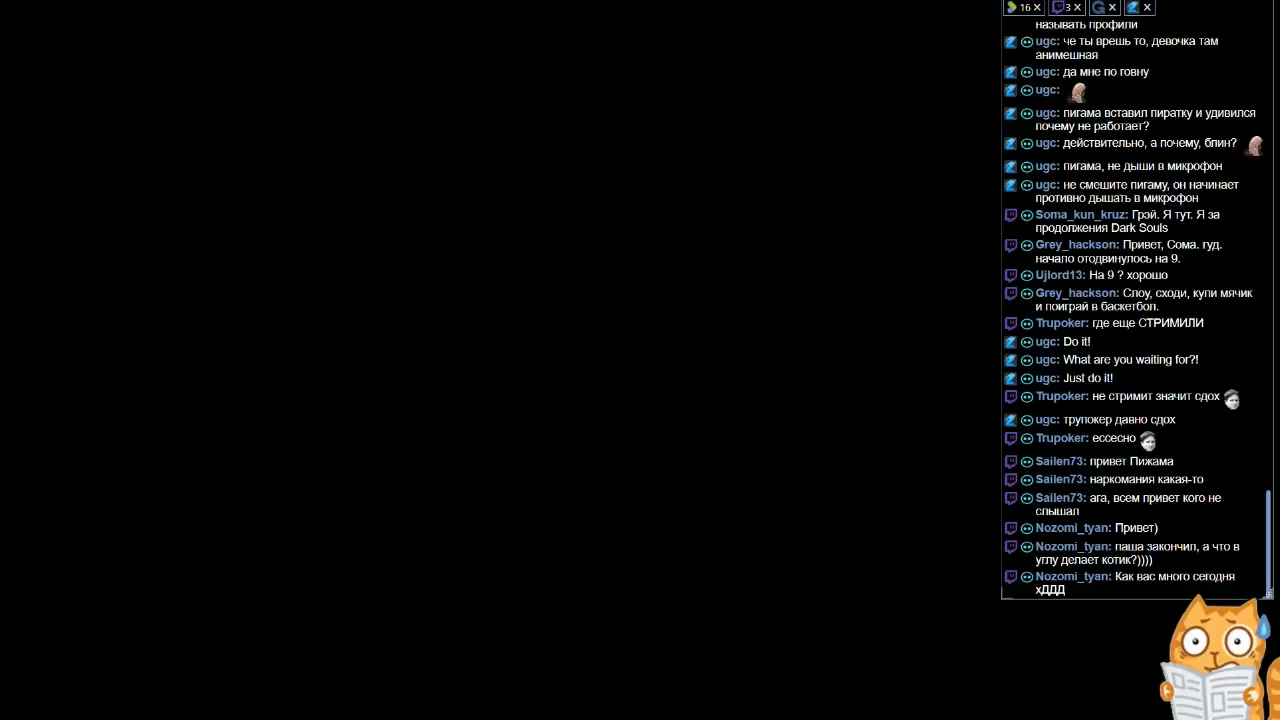 16 x 3 x x x
называть профили
ugc: че ты врешь то, девочка там
анимешная
ugc: да мне по говну
ugc:
ugc: пигама вставил пиратку и удивился
почему не работает?
ugc: действительно, а почему, блин?
ugc: пигама, не дыши в микрофон
ugc: не смешите пигаму, он начинает
противно дышать в микрофон
Soma_kun_kruz: Грэй. Я тут. Я за
продолжения Dark Souls
Grey_hackson: Привет, Сома. гуд.
начало отодвинулось на 9.
Ujlord13: На 9 ? хорошо
Grey_hackson: Слоу, сходи, купи мячик
и поиграй в баскетбол.
Trupoker: где еще СТРИМИЛИ
ugc: Do it!
ugc: What are you waiting for?!
ugc: Just do it!
Trupoker: не стримит значит сдох
ugc: трупокер давно сдох
Trupoker: ессесно
Sailen73: привет Пижама
Sailen73: наркомания какая-то
Sailen73: ага, всем привет кого не
слышал
Nozomi_tyan: Привет)
Nozomi_tyan: паша закончил, а что в
углу делает котик?))))
Nozomi_tyan: Как вас много сегодня
хДДД